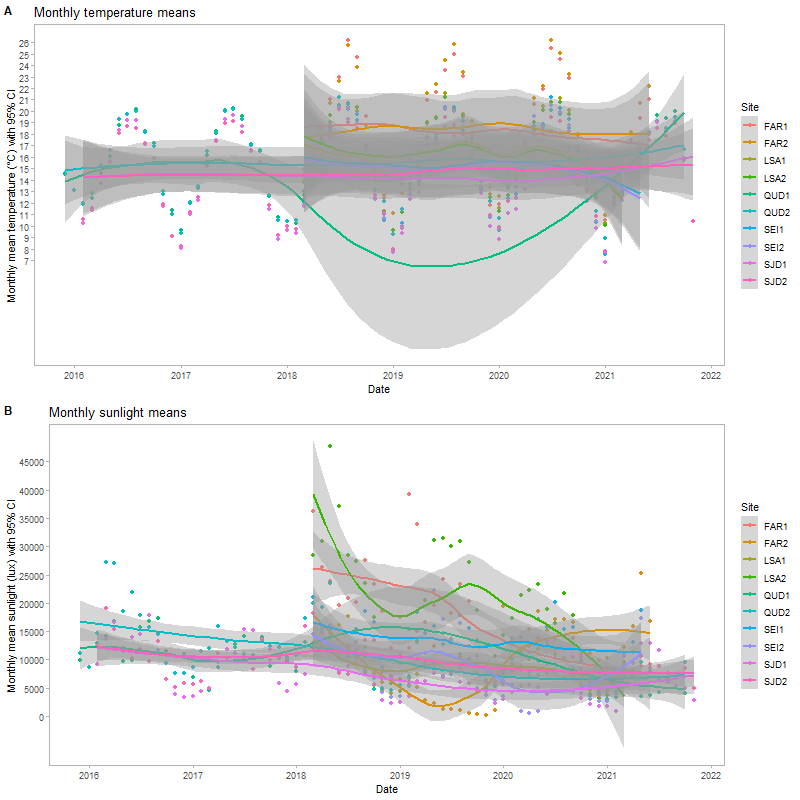 A
Monthly temperature means
Monthly mean temperature (°C) with 95% CI
26
25
24
23
22
21
20
19
18
17
16
15
14
13
12
11
10
9
8
7
2016
2017
2018
2019
2020
2021
2022
Date
Site
FAR1
FAR2
LSA1
LSA2
QUD1
QUD2
SEI1
SEI2
SJD1
SJD2
B
Monthly sunlight means
Monthly mean sunlight (lux) with 95% CI
45000
40000
35000
30000
25000
20000
15000
10000
5000
0
2016
2017
2018
2019
2020
2021
2022
Date
Site
FAR1
FAR2
LSA1
LSA2
QUD1
QUD2
SEI1
SEI2
SJD1
SJD2